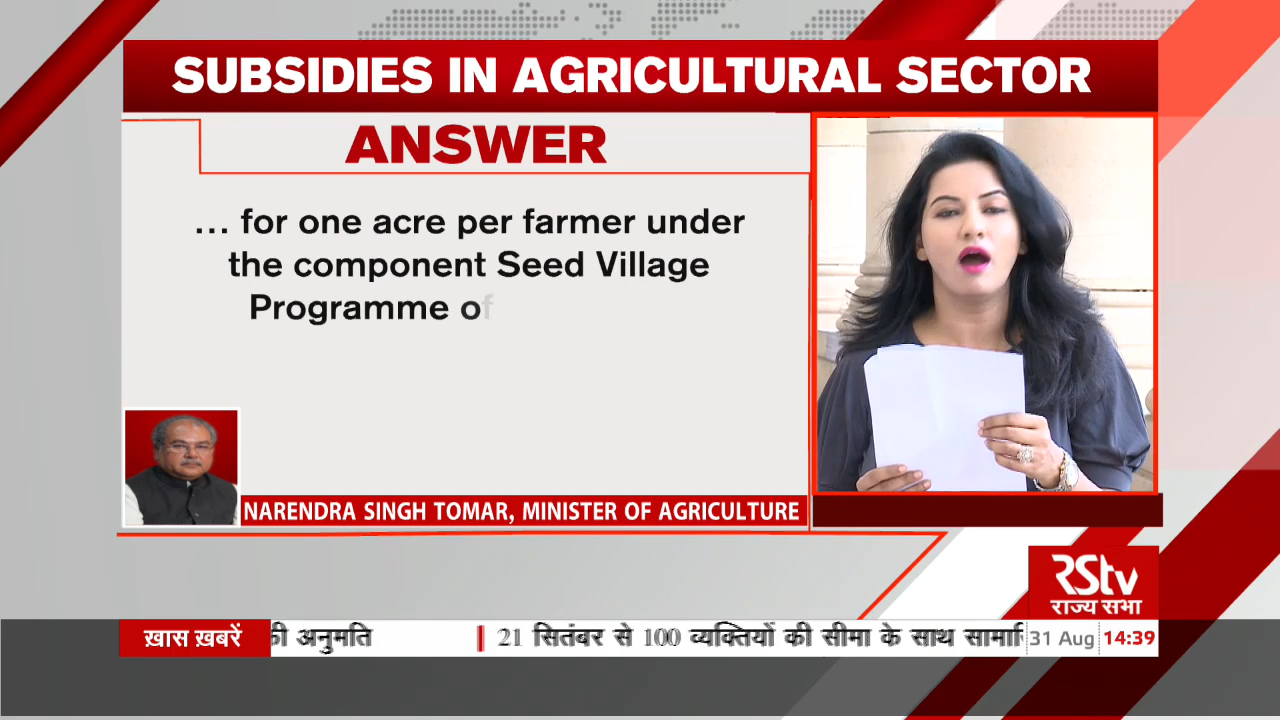 SUBSIDIES IN AGRICULTURAL SECTOR
ANSWER
... for one acre per farmer under
the component Seed Village
Programme of
NARENDRA SINGH TOMAR, MINISTER OF AGRICULTURE
RSTV
राज्य सभा
ख़ास ख़बरें
की अनुमति
21 सितंबर से 100 व्यक्तियों की सीमा के साथ
31 Aug
14:39